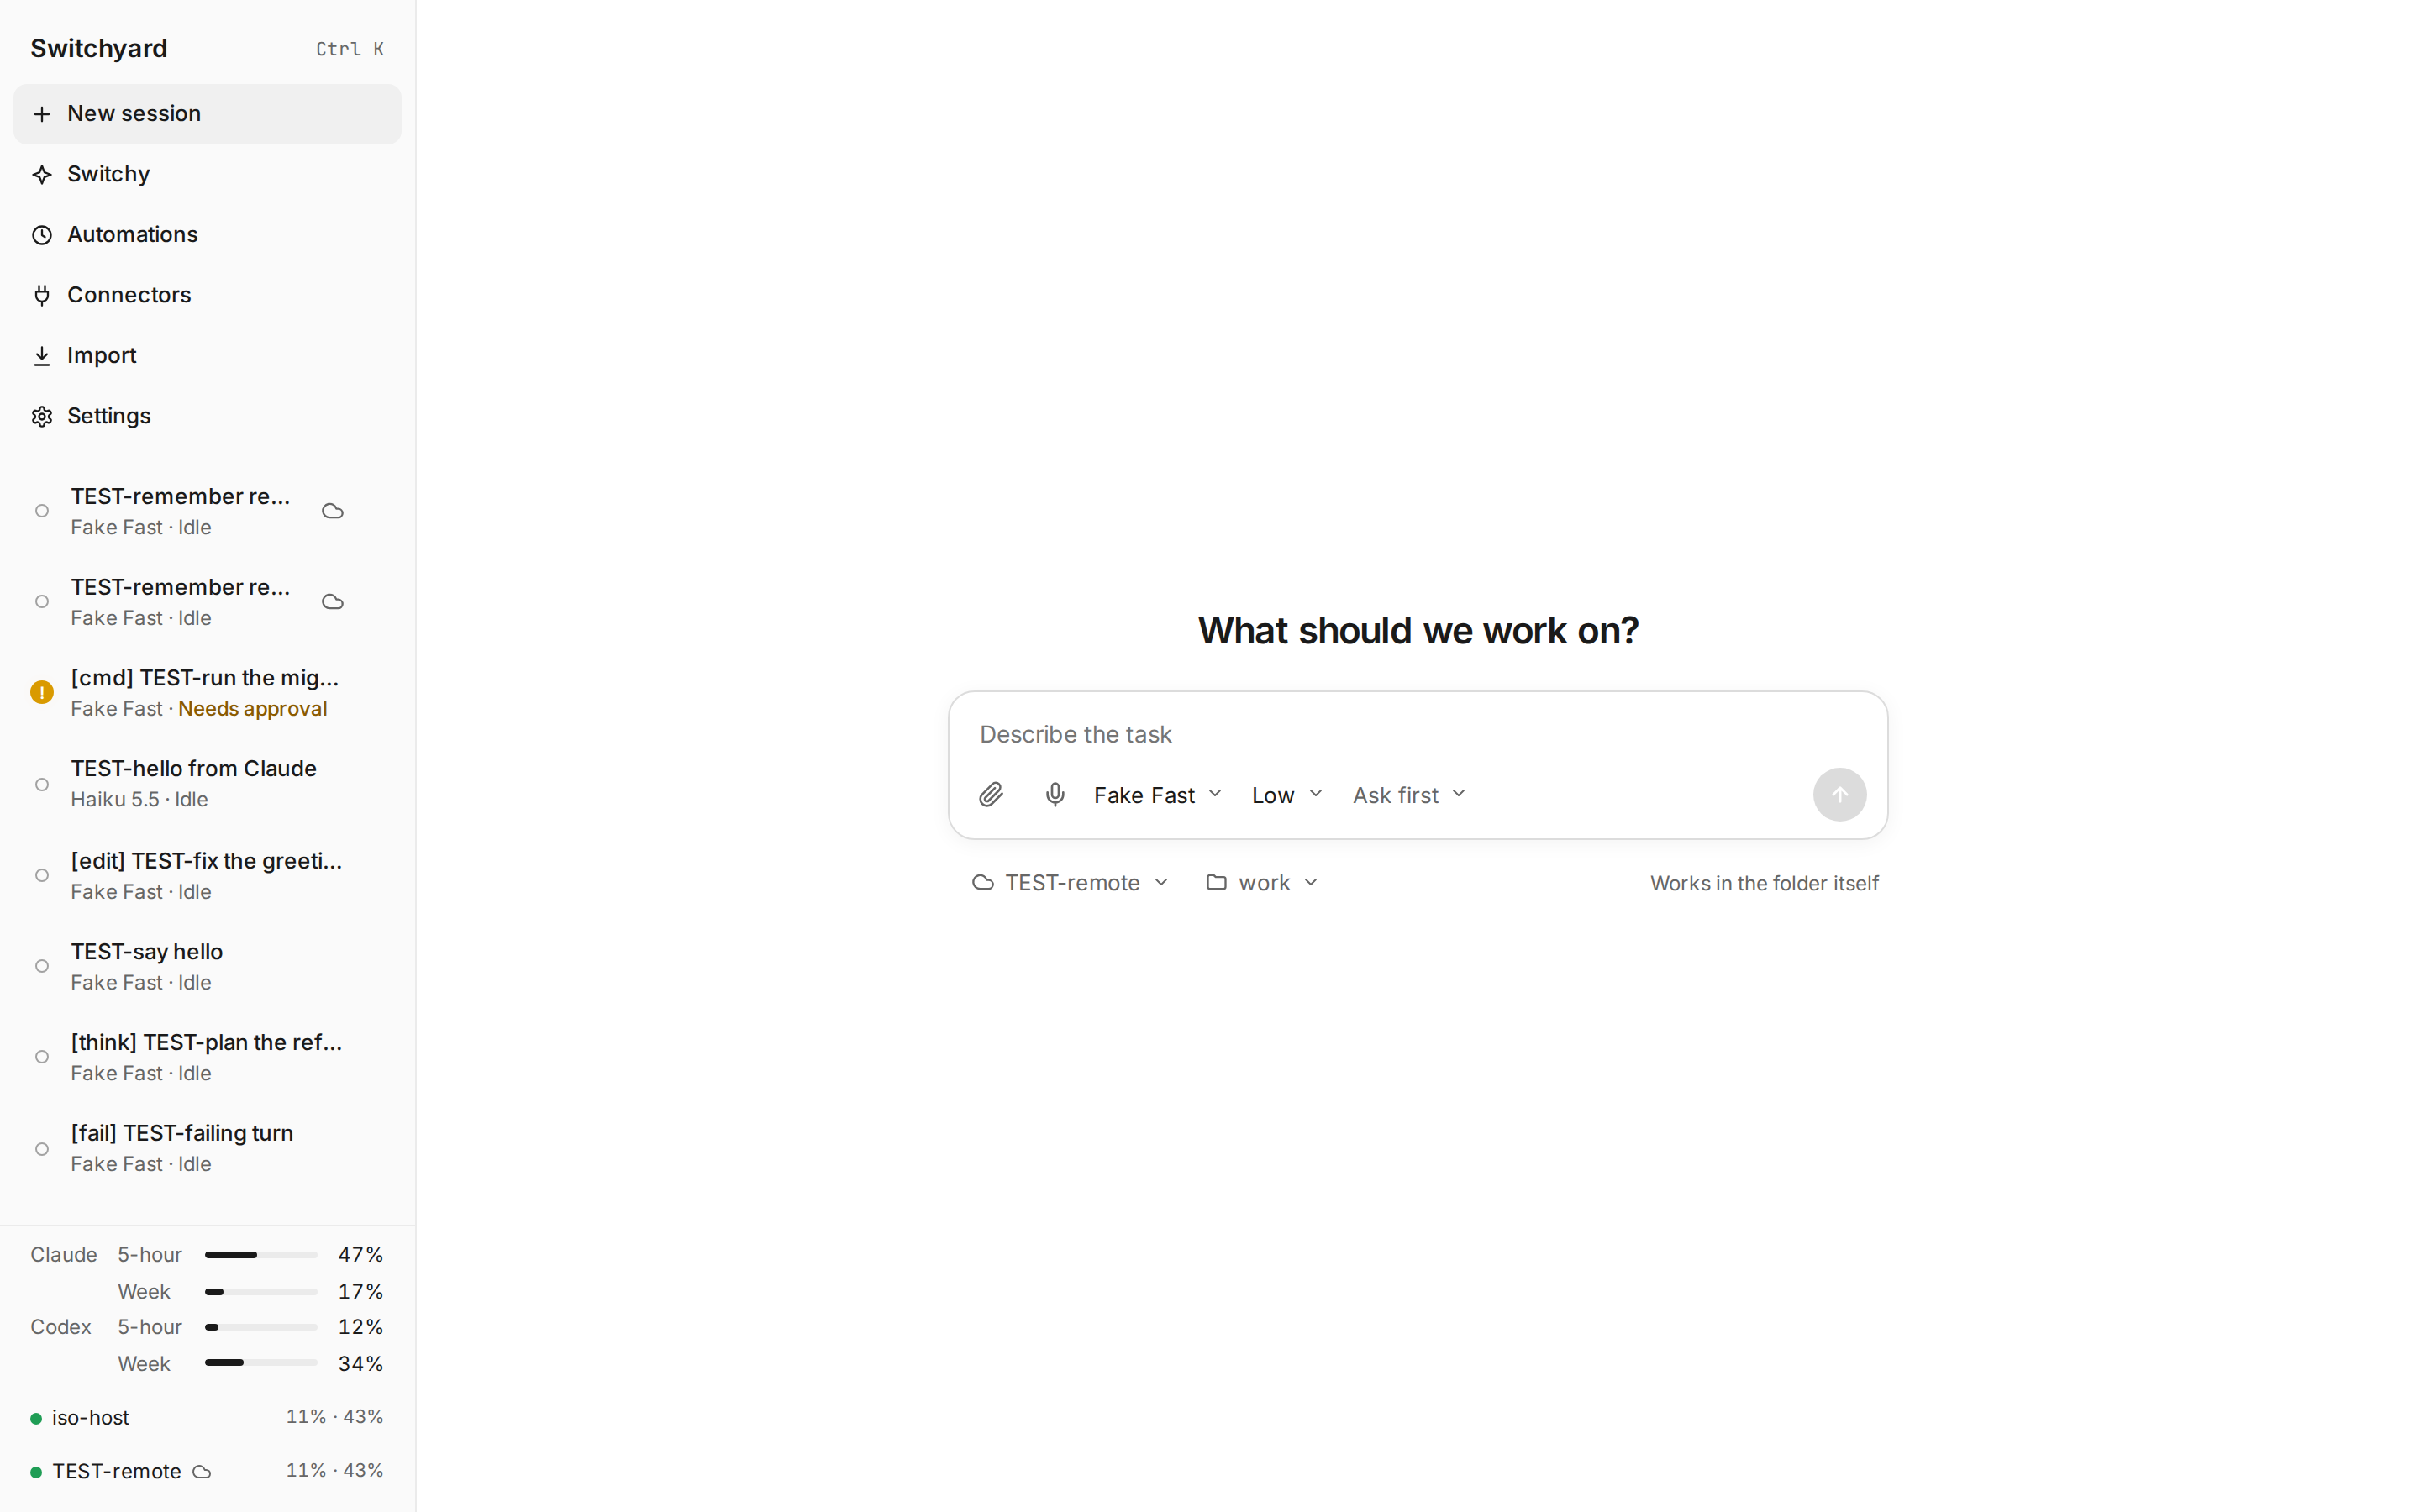 Switchyard Ctrl K
New session
Switchy
Automations
Connectors
Import
Settings
TEST-remember re...
Fake Fast · Idle
TEST-remember re...
Fake Fast · Idle
[cmd] TEST-run the mig...
Fake Fast · Needs approval
TEST-hello from Claude
Haiku 5.5 · Idle
[edit] TEST-fix the greeti...
Fake Fast · Idle
TEST-say hello
Fake Fast · Idle
[think] TEST-plan the ref...
Fake Fast · Idle
[fail] TEST-failing turn
Fake Fast · Idle
Claude 5-hour 47%
Week 17%
Codex 5-hour 12%
Week 34%
iso-host 11% · 43%
TEST-remote 11% · 43%
What should we work on?
Describe the task
Fake Fast Low Ask first
TEST-remote work Works in the folder itself